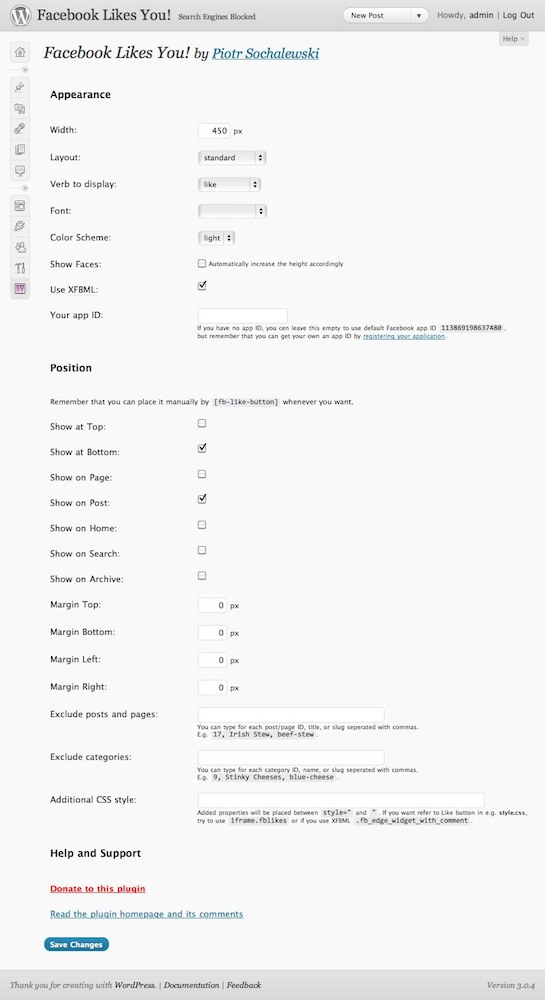 Facebook Likes You! Search Engines Blocked New Post Howdy, admin | Log Out
Help
Facebook Likes You! by Piotr Sochalewski
Appearance
Width: 450 px
Layout: standard
Verb to display: like
Font:
Color Scheme: light
Show Faces: Automatically increase the height accordingly
Use XFBML:
Your app ID:
If you have no app ID, you can leave this empty to use default Facebook app ID 113869198637480 ,
but remember that you can get your own an app ID by registering your application.
Position
Remember that you can place it manually by [fb-like-button] whenever you want.
Show at Top:
Show at Bottom:
Show on Page:
Show on Post:
Show on Home:
Show on Search:
Show on Archive:
Margin Top: 0 px
Margin Bottom: 0 px
Margin Left: 0 px
Margin Right: 0 px
Exclude posts and pages:
You can type for each post/page ID, title, or slug seperated with commas.
E.g. 17, Irish Stew, beef-stew .
Exclude categories:
You can type for each category ID, name, or slug seperated with commas.
E.g. 9, Stinky Cheeses, blue-cheese .
Additional CSS style:
Added properties will be placed between style=" and " . If you want refer to Like button in e.g. style.css,
try to use iframe.fblikes or if you use XFBML .fb_edge_widget_with_comment .
Help and Support
Donate to this plugin
Read the plugin homepage and its comments
Save Changes
Thank you for creating with WordPress. | Documentation | Feedback Version 3.0.4